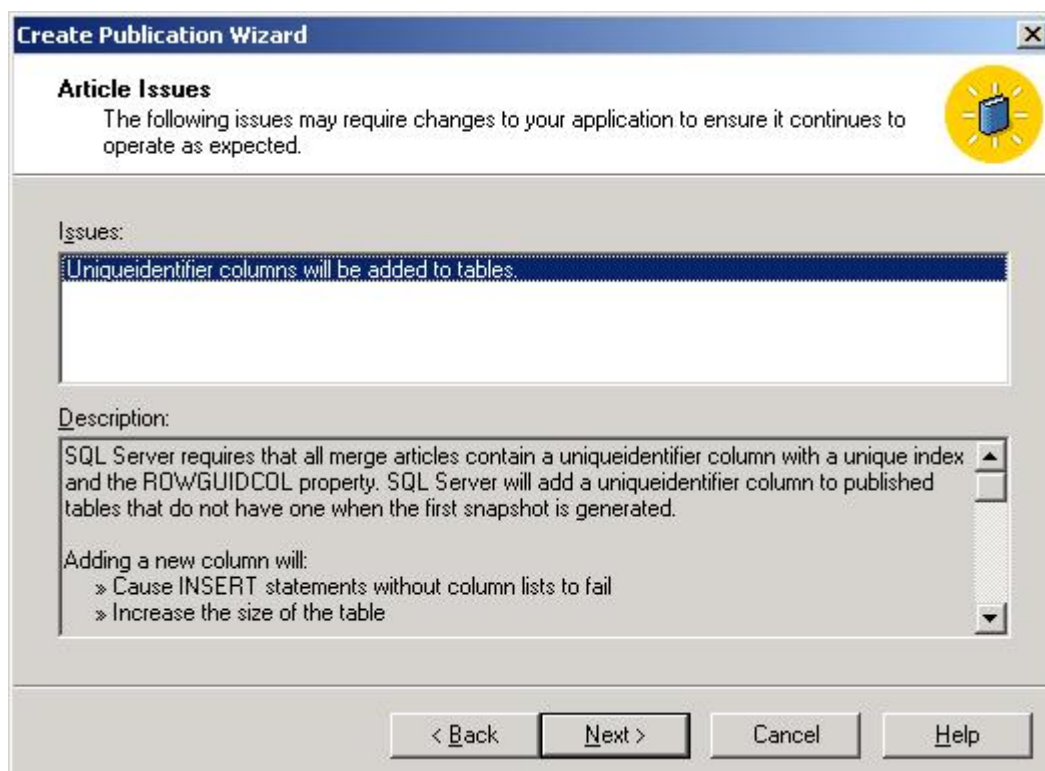 Create Publication Wizard
Article Issues
The following issues may require changes to your application to ensure it continues to
operate as expected.
Issues:
Uniqueidentifier columns will be added to tables.
Description:
SQL Server requires that all merge articles contain a uniqueidentifier column with a unique index
and the ROWGUIDCOL property. SQL Server will add a uniqueidentifier column to published
tables that do not have one when the first snapshot is generated.
Adding a new column will:
» Cause INSERT statements without column lists to fail
» Increase the size of the table
< Back
Next >
Cancel
Help